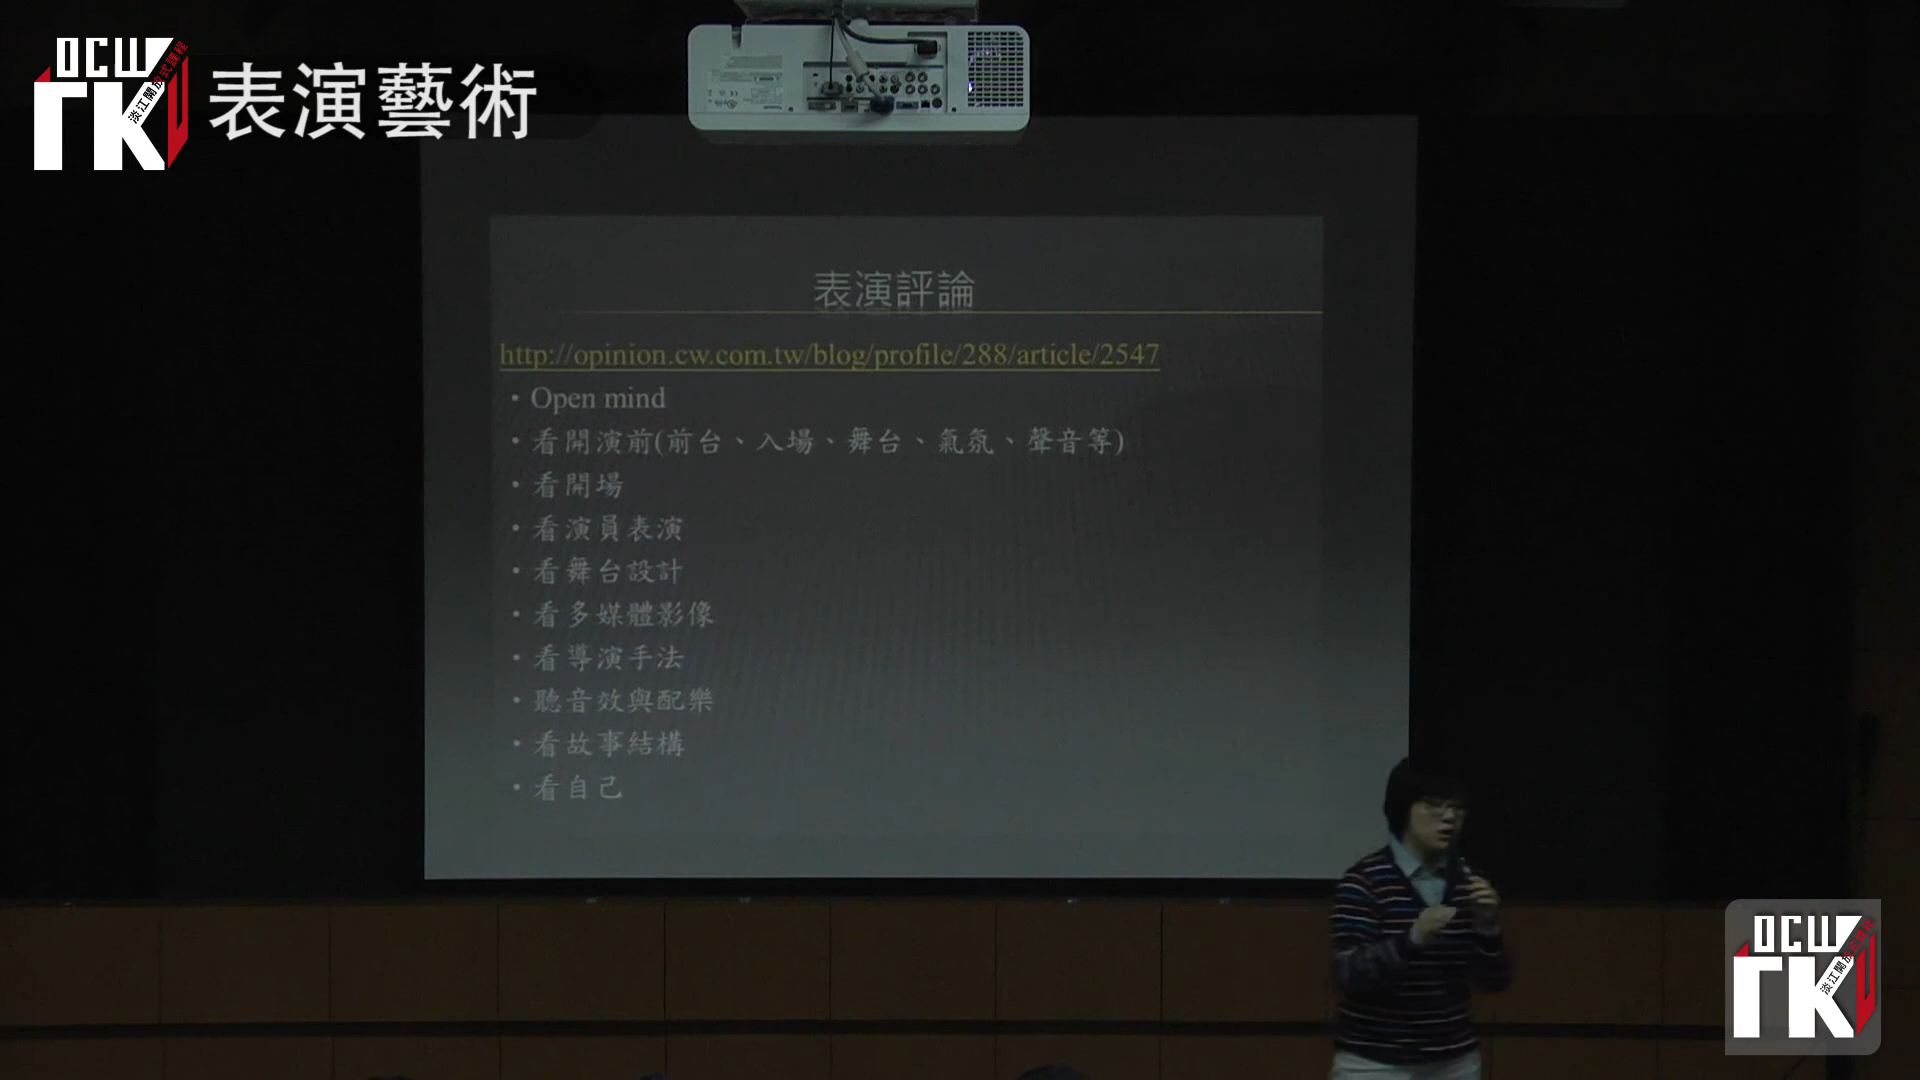 OCW
淡江開放式課程
TKU
表演藝術
表演評論
http://opinion.cw.com.tw/blog/profile/288/article/2547
• Open mind
• 看開演前(前台、入場、舞台、氣氛、聲音等)
• 看開場
• 看演員表演
• 看舞台設計
• 看多媒體影像
• 看導演手法
• 聽音效與配樂
• 看故事結構
• 看自己
OCW
淡江開放式課程
TKU